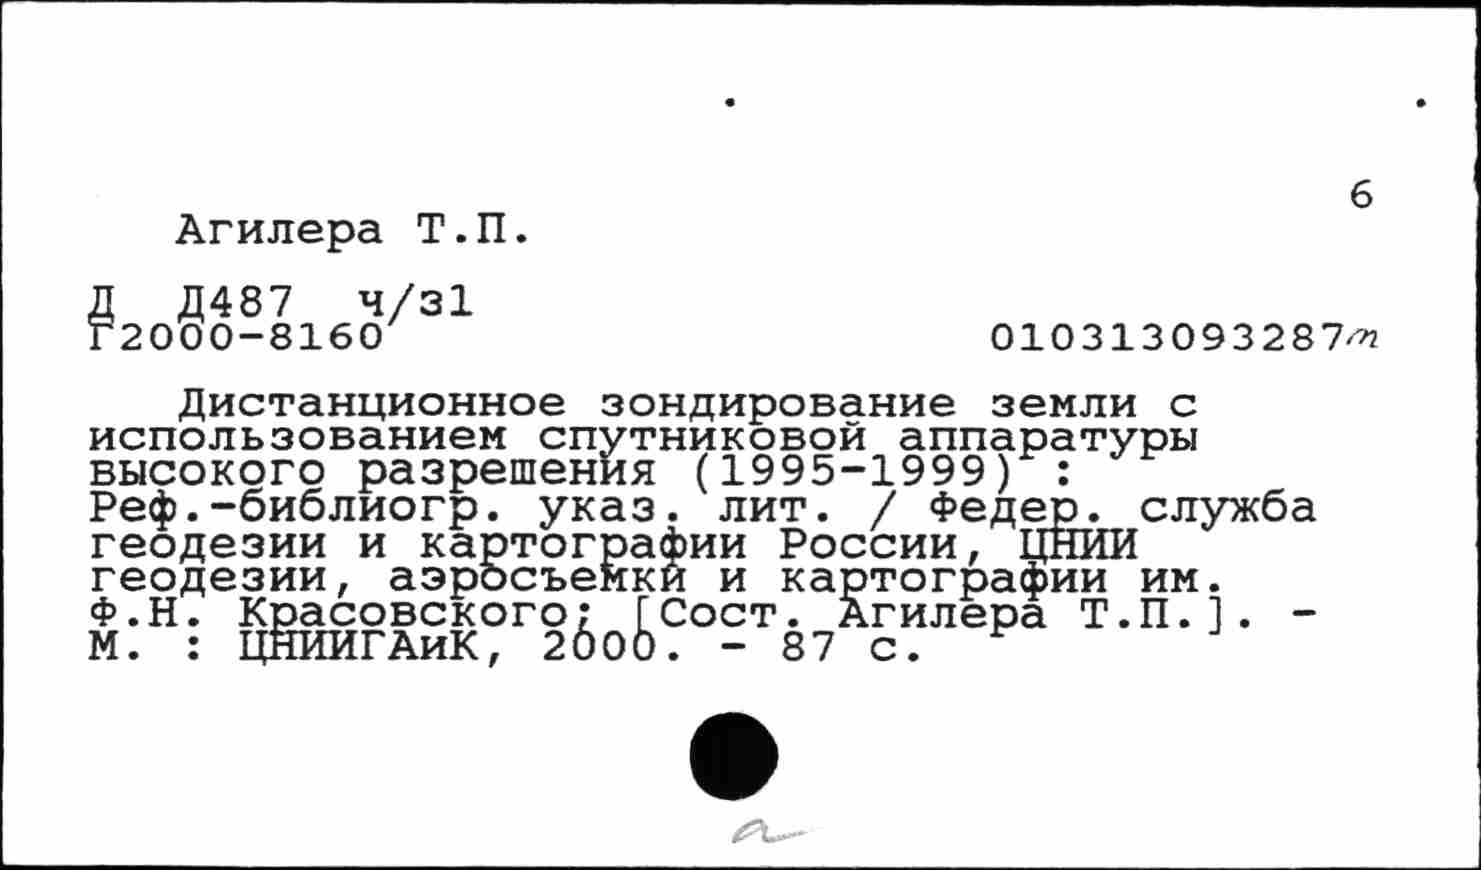 6
Агилера Т.П.
Д Д487 ч/з1
Г2000-8160 010313093287т
Дистанционное зондирование земли с
использованием спутниковой аппаратуры
высокого разрешения (1995-1999) :
Реф.-библиогр. указ. лит. / Федер. служба
геодезии и картографии России, ЦНИИ
геодезии, аэросъемки и картографии им.
Ф.Н. Красовского; [Сост. Агилера Т.П.]. -
М. : ЦНИИГАиК, 2000. - 87 с.
а